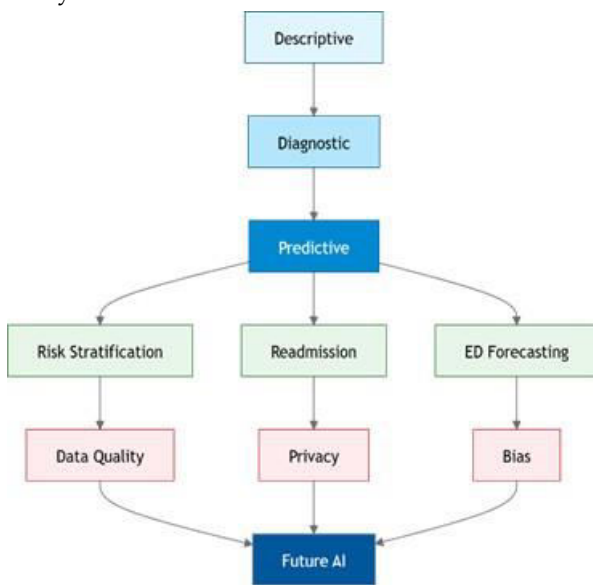 Descriptive
Diagnostic
Predictive
Risk Stratification
Readmission
ED Forecasting
Data Quality
Privacy
Bias
Future AI